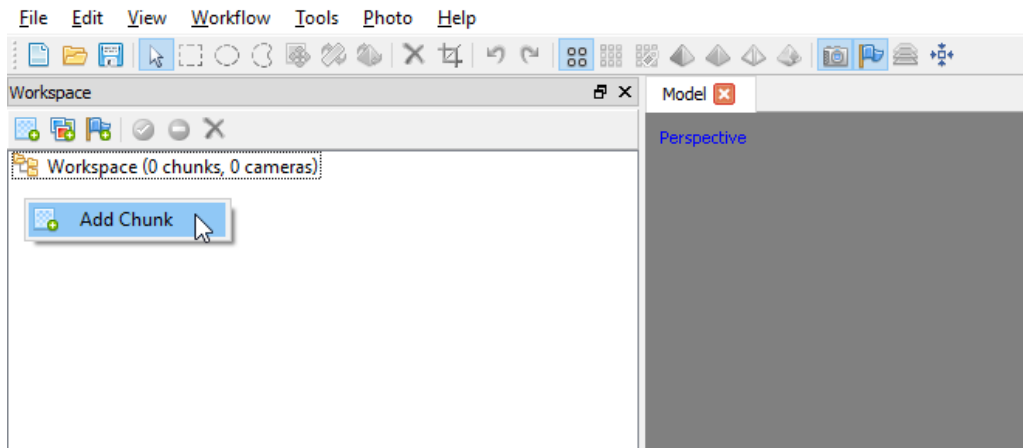 File Edit View Workflow Tools Photo Help
Workspace
Model
Perspective
Workspace (0 chunks, 0 cameras)
Add Chunk